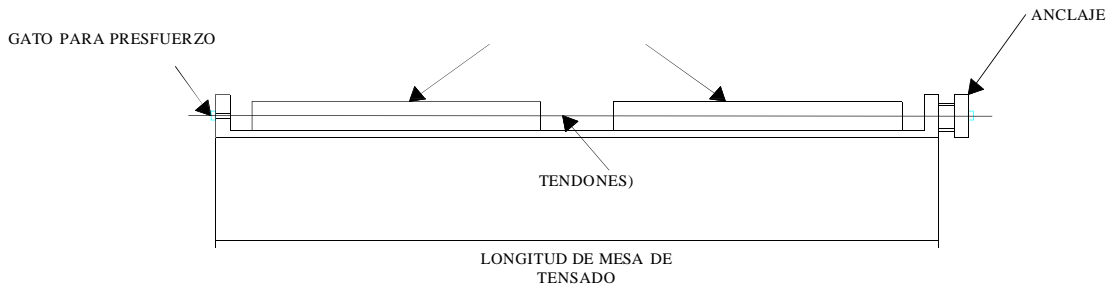 ANCLAJE
GATO PARA PRESFUERZO
TENDONES)
LONGITUD DE MESA DE
TENSADO